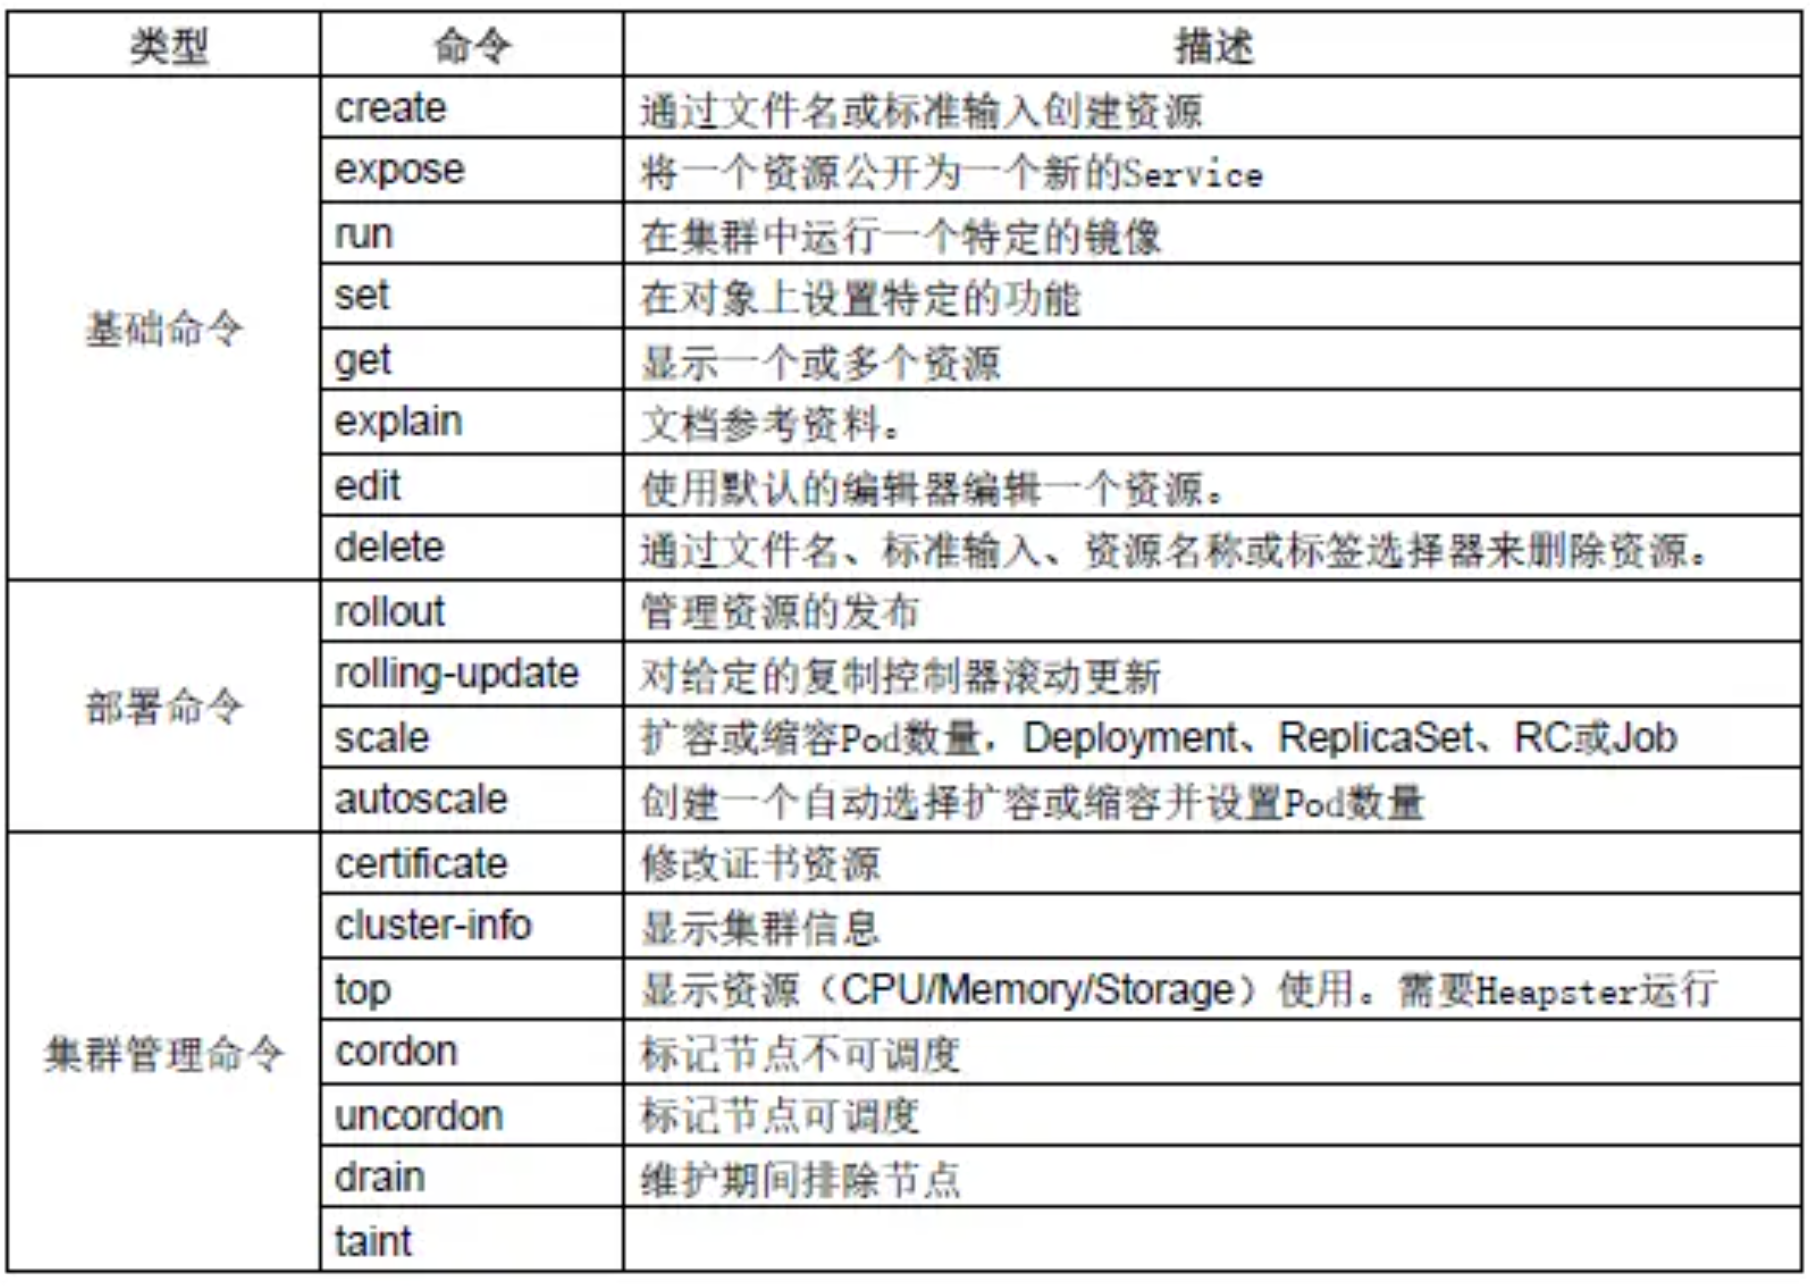 类型 命令 描述
基础命令 create 通过文件名或标准输入创建资源
expose 将一个资源公开为一个新的Service
run 在集群中运行一个特定的镜像
set 在对象上设置特定的功能
get 显示一个或多个资源
explain 文档参考资料。
edit 使用默认的编辑器编辑一个资源。
delete 通过文件名、标准输入、资源名称或标签选择器来删除资源。
部署命令 rollout 管理资源的发布
rolling-update 对给定的复制控制器滚动更新
scale 扩容或缩容Pod数量，Deployment、ReplicaSet、RC或Job
autoscale 创建一个自动选择扩容或缩容并设置Pod数量
集群管理命令 certificate 修改证书资源
cluster-info 显示集群信息
top 显示资源（CPU/Memory/Storage）使用。需要Heapster运行
cordon 标记节点不可调度
uncordon 标记节点可调度
drain 维护期间排除节点
taint